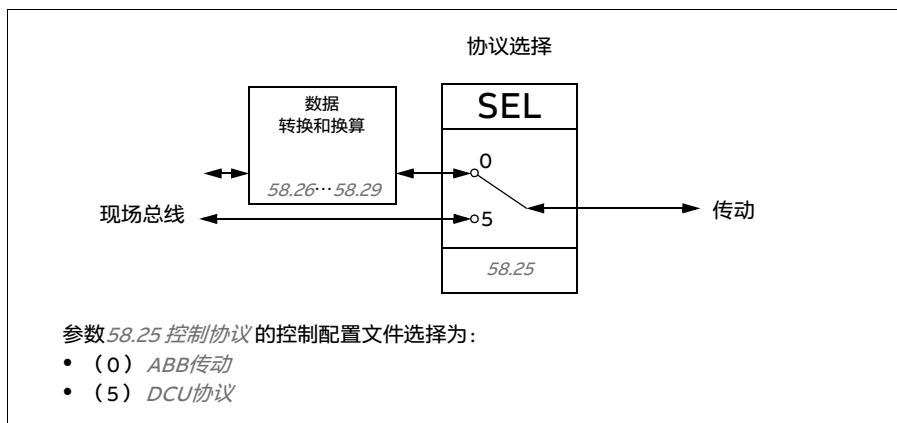 协议选择
数据
转换和换算
SEL
0
58.26…58.29
现场总线
5
传动
58.25
参数58.25 控制协议 的控制配置文件选择为：
• （0）ABB传动
• （5）DCU协议